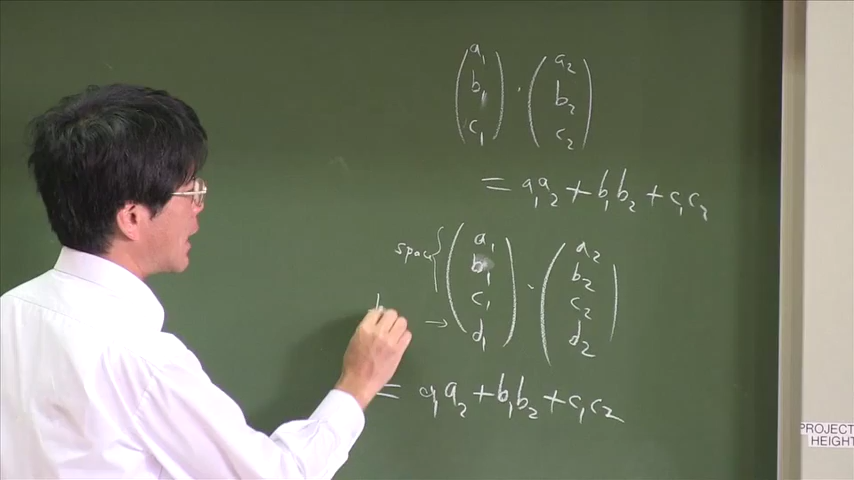 (a₁ b₁ c₁) · (a₂ b₂ c₂)
= a₁a₂ + b₁b₂ + c₁c₂
space { (a₁ b₁ c₁ d₁) · (a₂ b₂ c₂ d₂)
→
= a₁a₂ + b₁b₂ + c₁c₂
PROJECT
HEIGHT